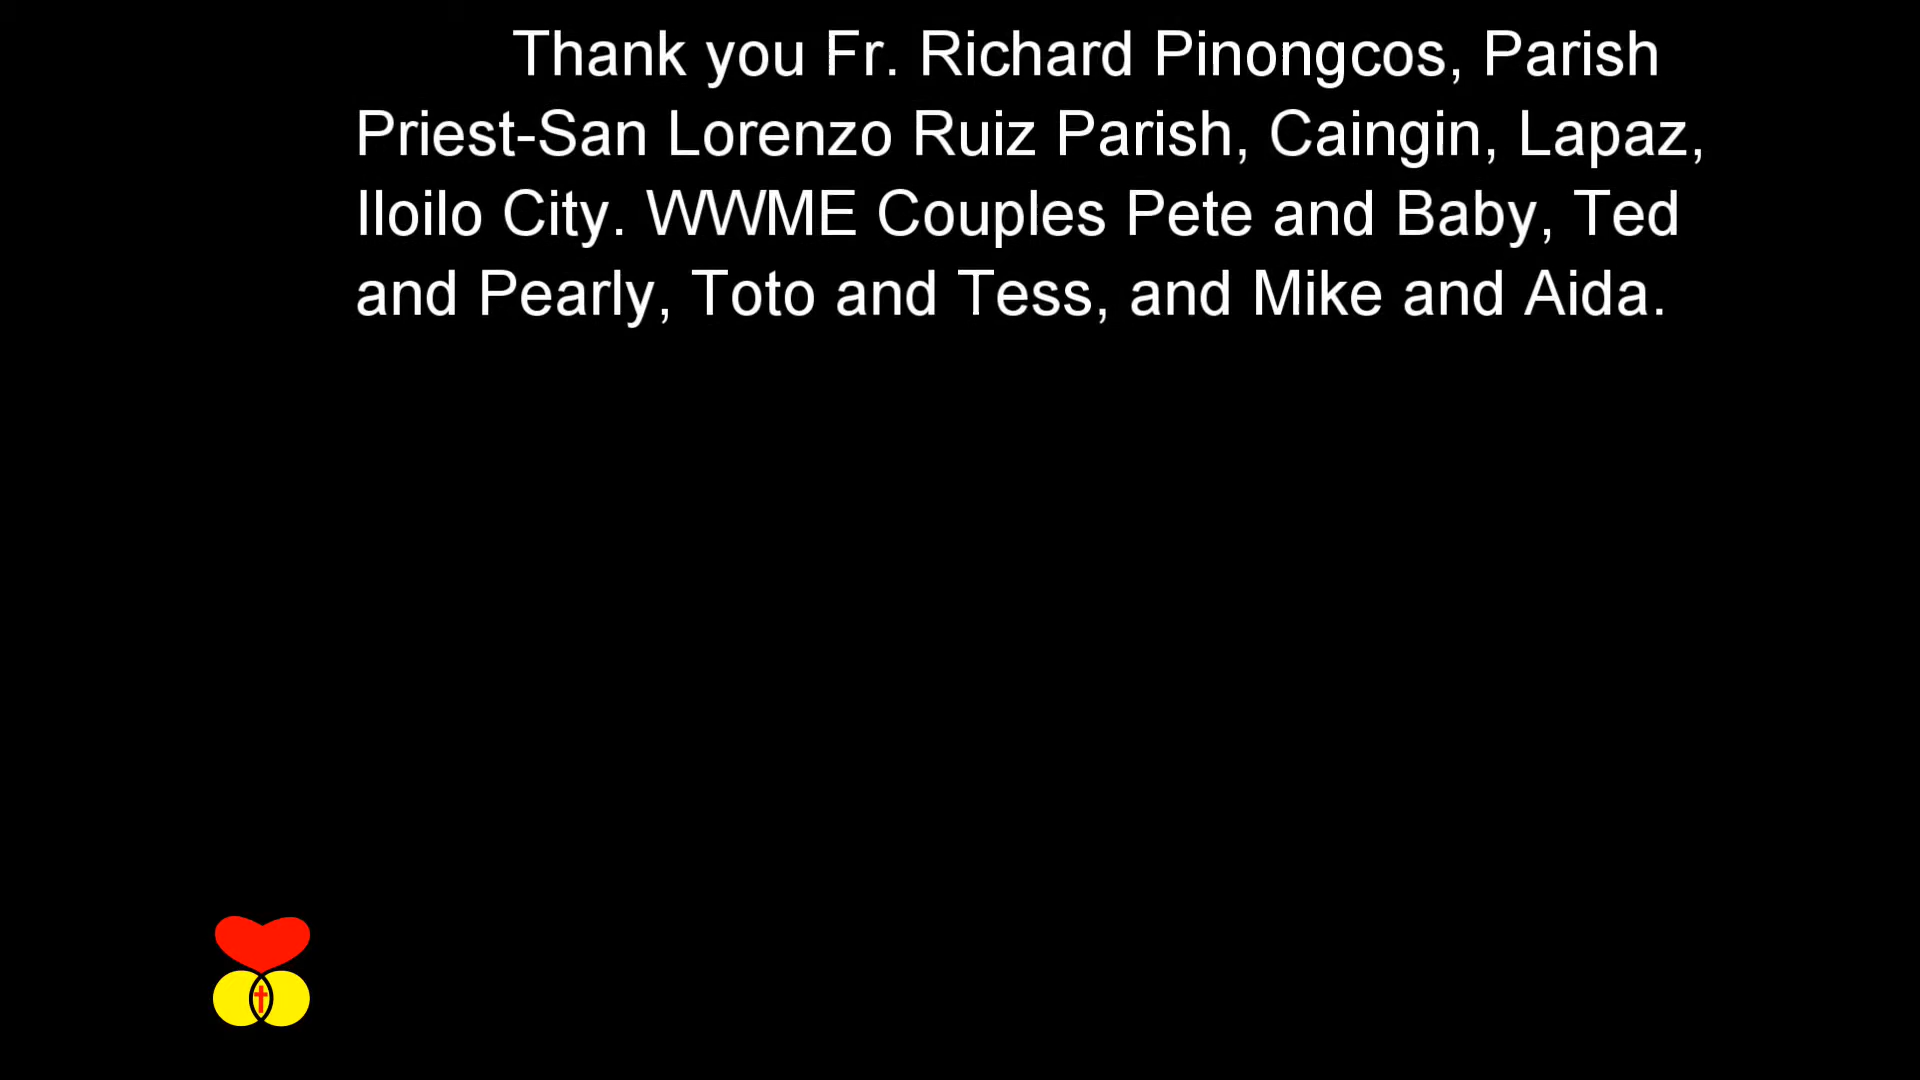 Thank you Fr. Richard Pinongcos, Parish
Priest-San Lorenzo Ruiz Parish, Caingin, Lapaz,
Iloilo City. WWME Couples Pete and Baby, Ted
and Pearly, Toto and Tess, and Mike and Aida.